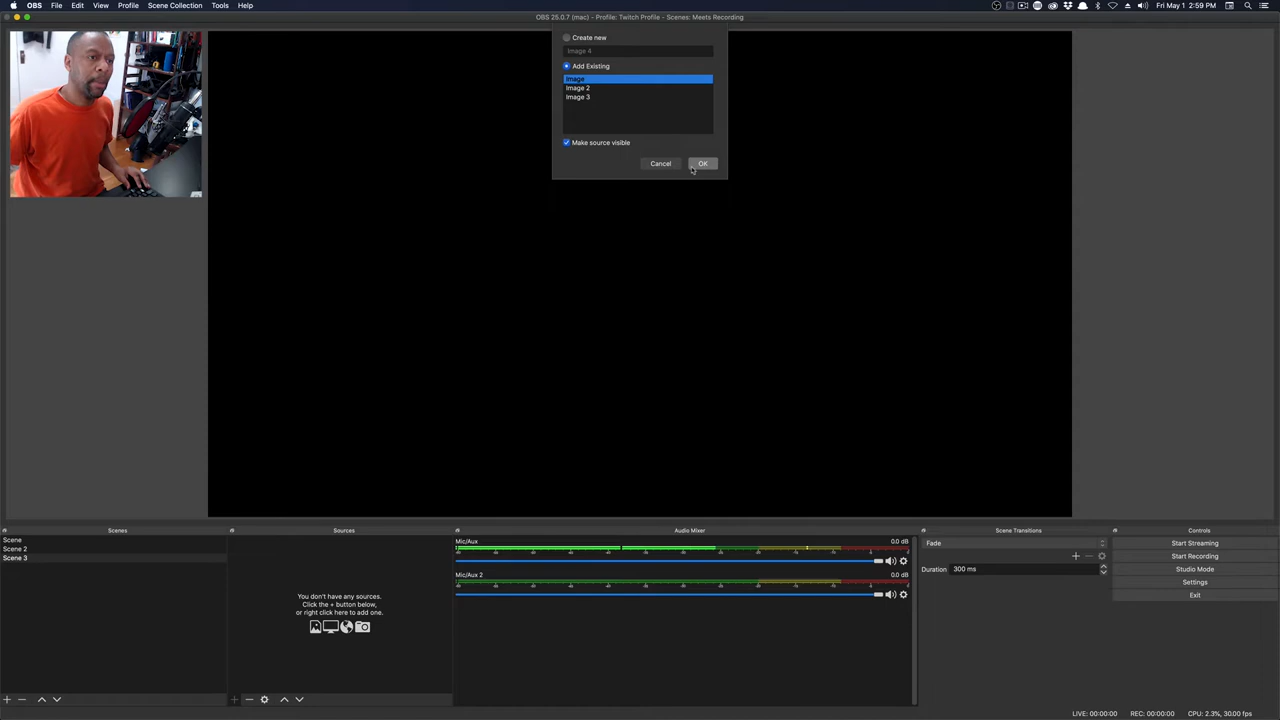 OBS File Edit View Profile Scene Collection Tools Help
Fri May 1 2:59 PM
OBS 25.0.7 (mac) - Profile: Twitch Profile - Scenes: Meets Recording
Create new
Image 4
Add Existing
Image
Image 2
Image 3
Make source visible
Cancel OK
Scenes
Scene
Scene 2
Scene 3
Sources
You don't have any sources.
Click the + button below,
or right click here to add one.
Audio Mixer
Mic/Aux 0.0 dB
Mic/Aux 2 0.0 dB
Scene Transitions
Fade
Duration 300 ms
Controls
Start Streaming
Start Recording
Studio Mode
Settings
Exit
LIVE: 00:00:00 REC: 00:00:00 CPU: 2.3%, 30.00 fps